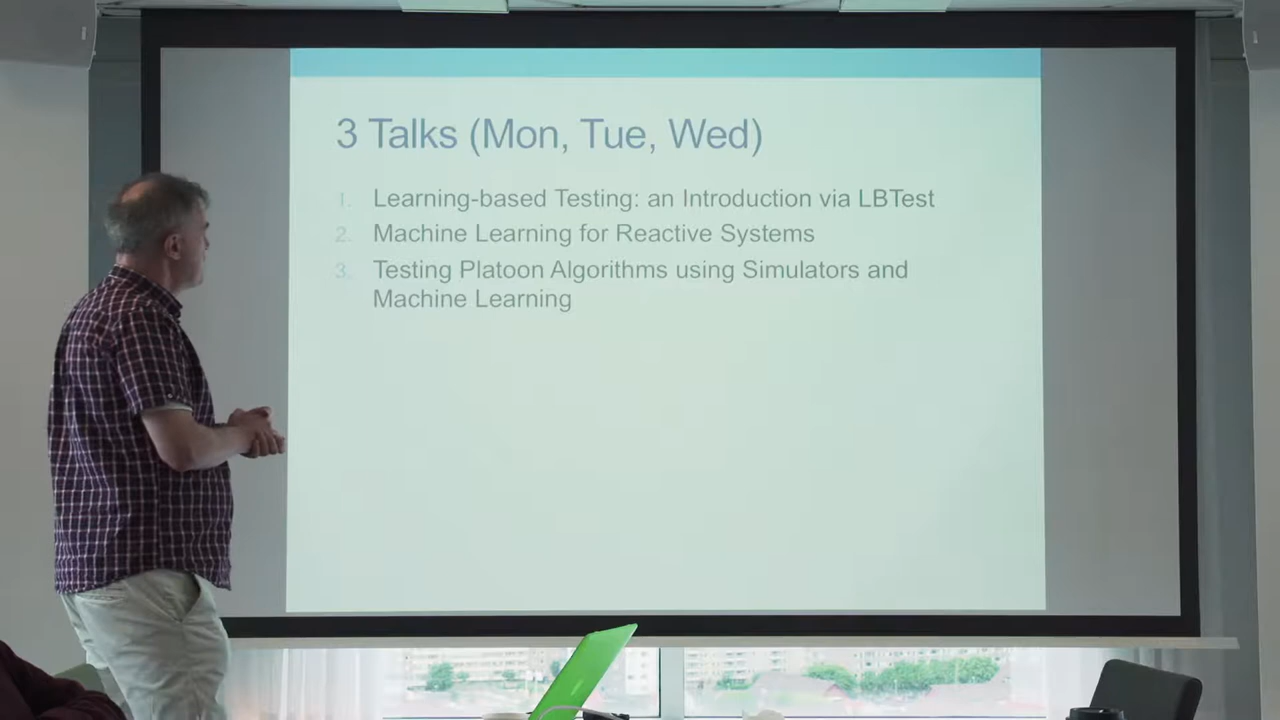 3 Talks (Mon, Tue, Wed)
1. Learning-based Testing: an Introduction via LBTest
2. Machine Learning for Reactive Systems
3. Testing Platoon Algorithms using Simulators and
Machine Learning